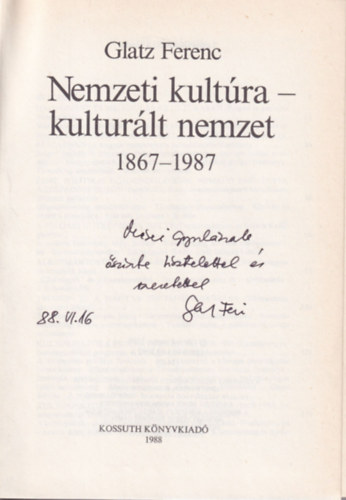 Glatz Ferenc
Nemzeti kultúra –
kulturált nemzet
1867–1987
Gyulának
őszinte tisztelettel és
szeretettel
88. VI. 16
Glatz Feri
KOSSUTH KÖNYVKIADÓ
1988